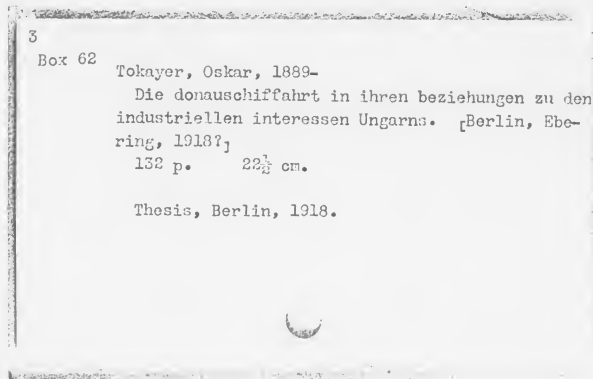 3
Box 62
Tokayer, Oskar, 1889-
Die donauschiffahrt in ihren beziehungen zu den
industriellen interessen Ungarns. [Berlin, Ebe-
ring, 1918?]
132 p. 22½ cm.
Thesis, Berlin, 1918.